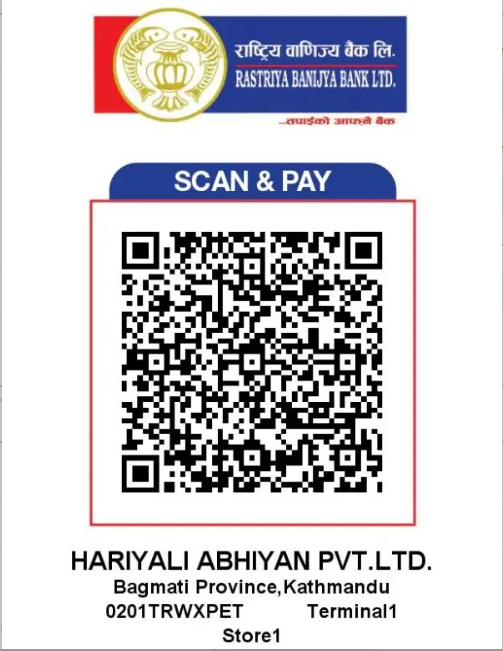 राष्ट्रिय वाणिज्य बैंक लि.
RASTRIYA BANIJYA BANK LTD.
...तपाईंको आफ्नै बैंक
SCAN & PAY
HARIYALI ABHIYAN PVT.LTD.
Bagmati Province,Kathmandu
0201TRWXPET Terminal1
Store1